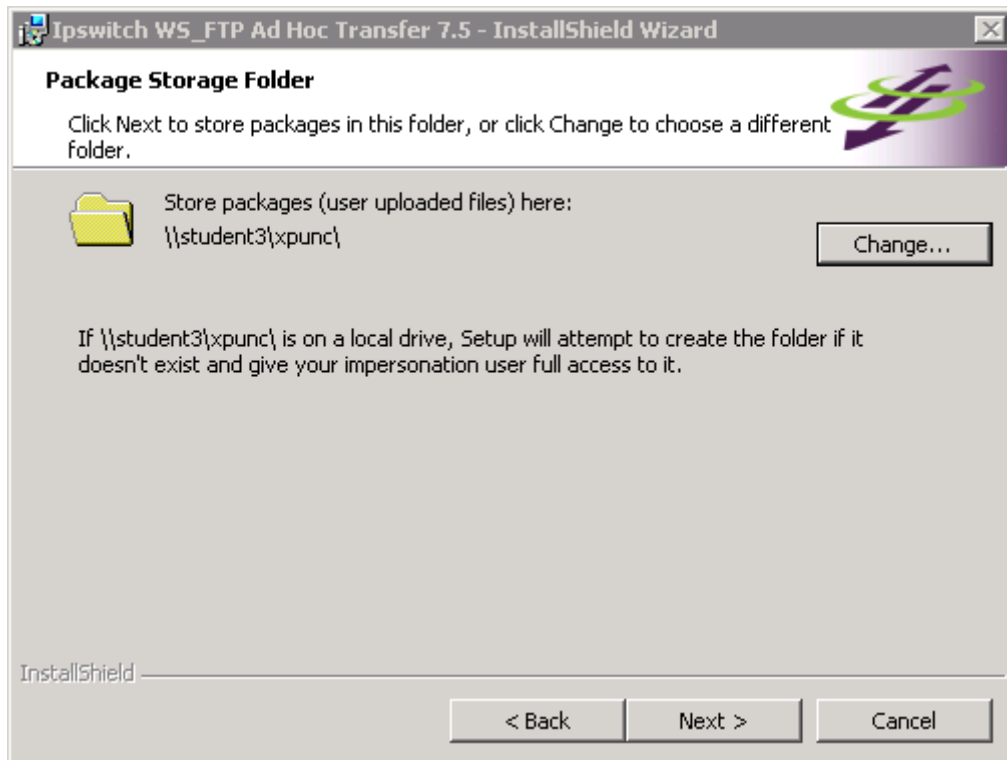 Ipswitch WS_FTP Ad Hoc Transfer 7.5 - InstallShield Wizard
Package Storage Folder
Click Next to store packages in this folder, or click Change to choose a different
folder.
Store packages (user uploaded files) here:
\\student3\xpunc\
Change...
If \\student3\xpunc\ is on a local drive, Setup will attempt to create the folder if it
doesn't exist and give your impersonation user full access to it.
InstallShield
< Back
Next >
Cancel